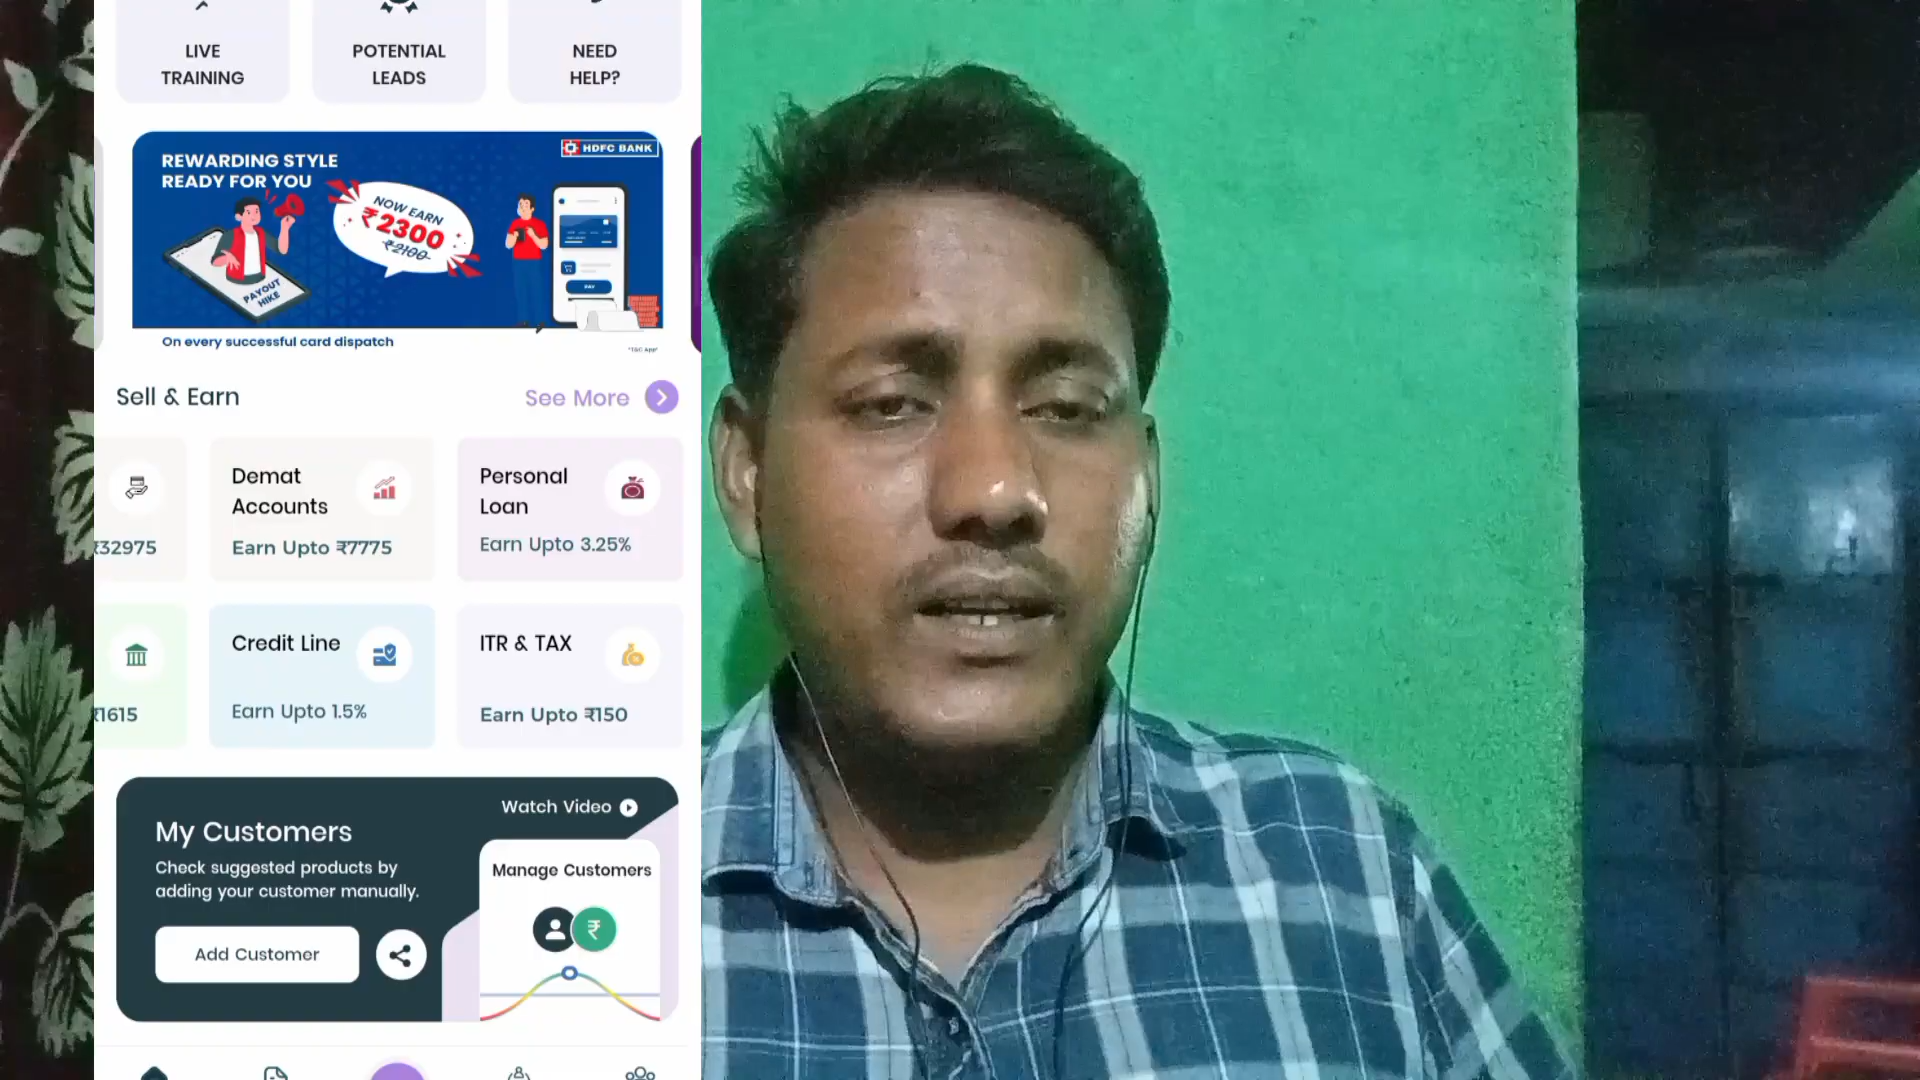 LIVE
TRAINING
POTENTIAL
LEADS
NEED
HELP?
REWARDING STYLE
READY FOR YOU
HDFC BANK
NOW EARN
₹2300
₹2100
PAYOUT
HIKE
PAY
On every successful card dispatch
*T&C App*
Sell & Earn
See More
₹32975
Demat
Accounts
Earn Upto ₹7775
Personal
Loan
Earn Upto 3.25%
₹1615
Credit Line
Earn Upto 1.5%
ITR & TAX
Earn Upto ₹150
My Customers
Check suggested products by
adding your customer manually.
Add Customer
Watch Video
Manage Customers